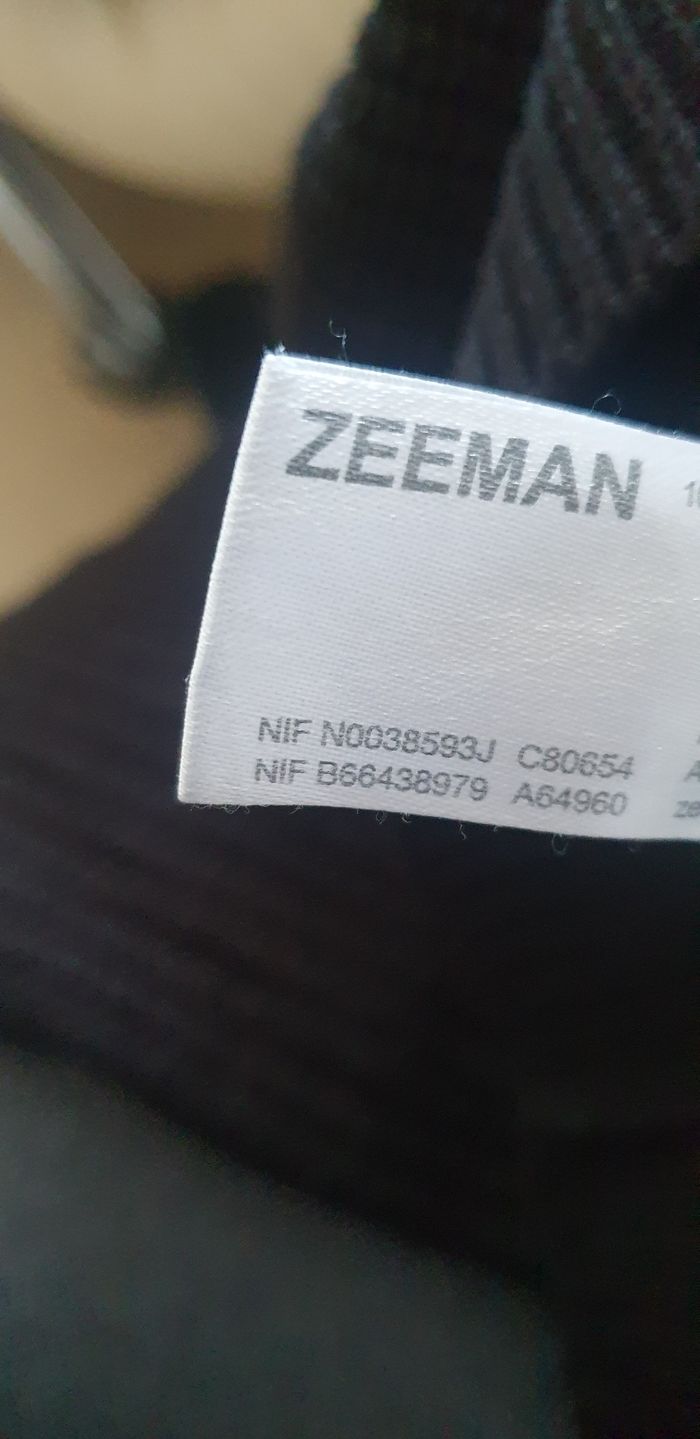 ZEEMAN
NIF N0038593J C80654
NIF B66438979 A64960